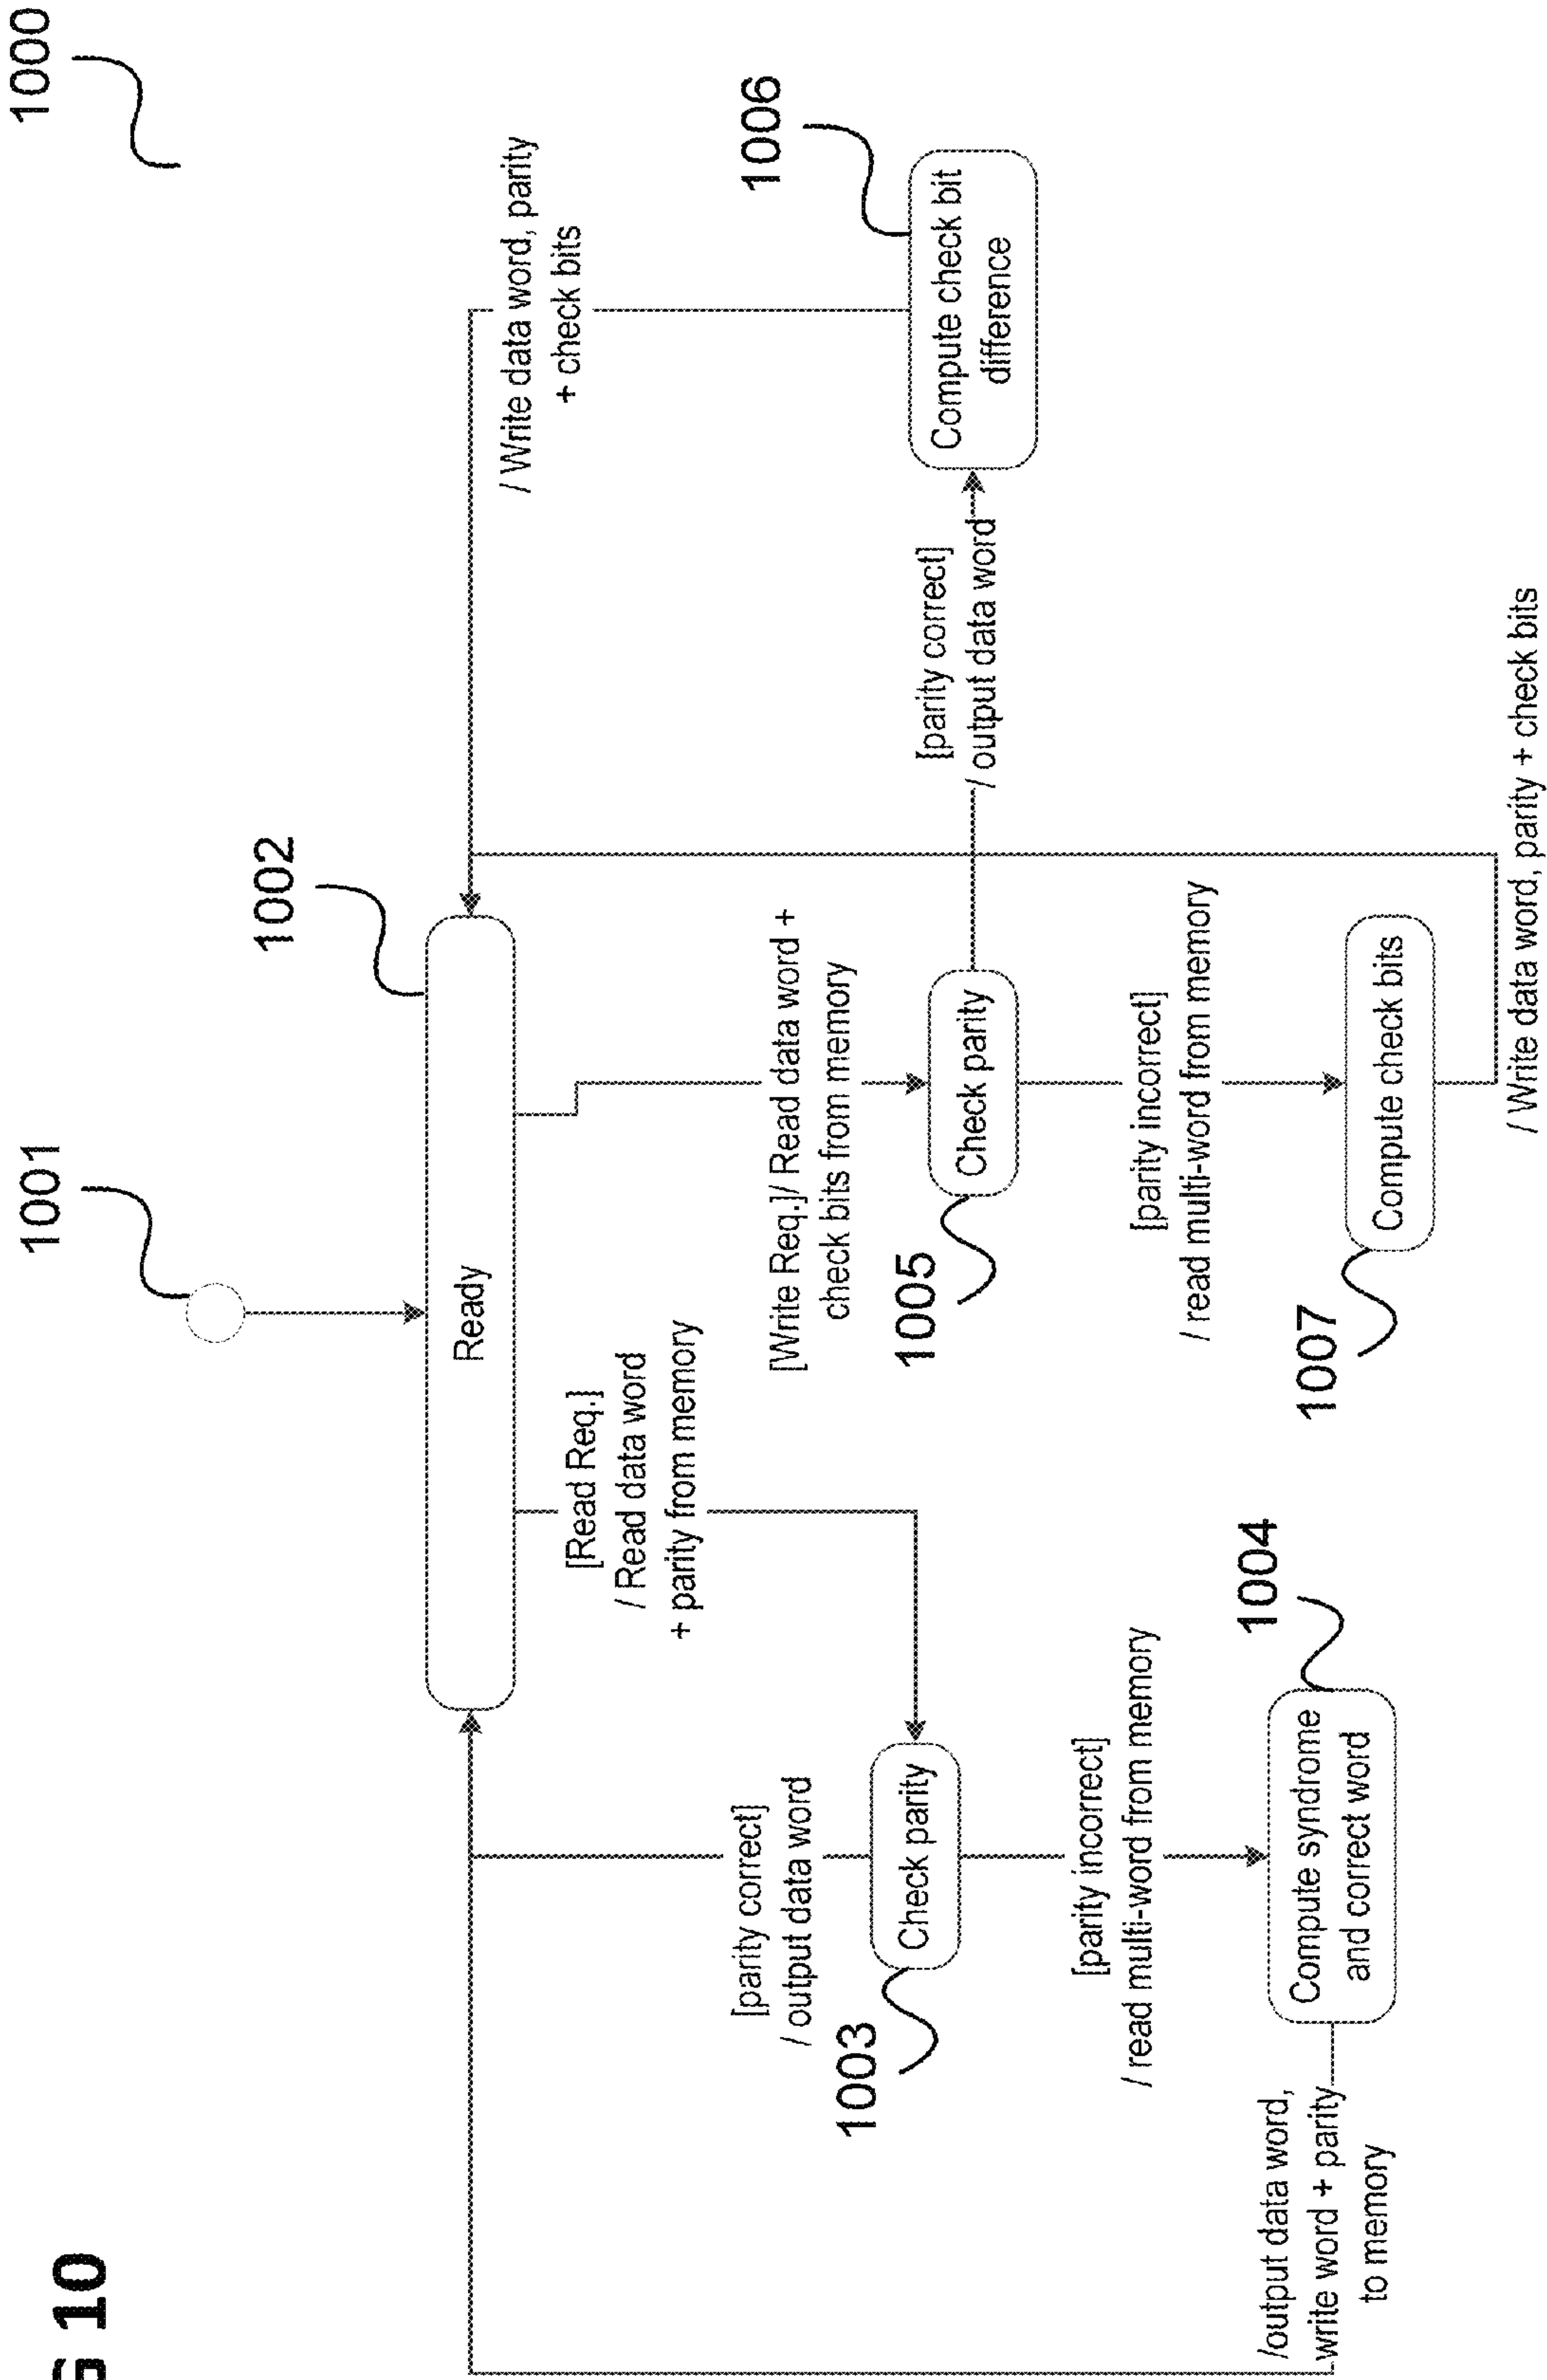 G 10
1000
1001
1002
Ready
[Read Req.]
/ Read data word
+ parity from memory
[Write Req.]/ Read data word +
check bits from memory
/ Write data word, parity
+ check bits
[parity correct]
/ output data word
1003
Check parity
1005
Check parity
[parity correct]
/ output data word
1006
Compute check bit
difference
[parity incorrect]
/ read multi-word from memory
[parity incorrect]
/ read multi-word from memory
1004
Compute syndrome
and correct word
1007
Compute check bits
/output data word,
write word + parity
to memory
/ Write data word, parity + check bits